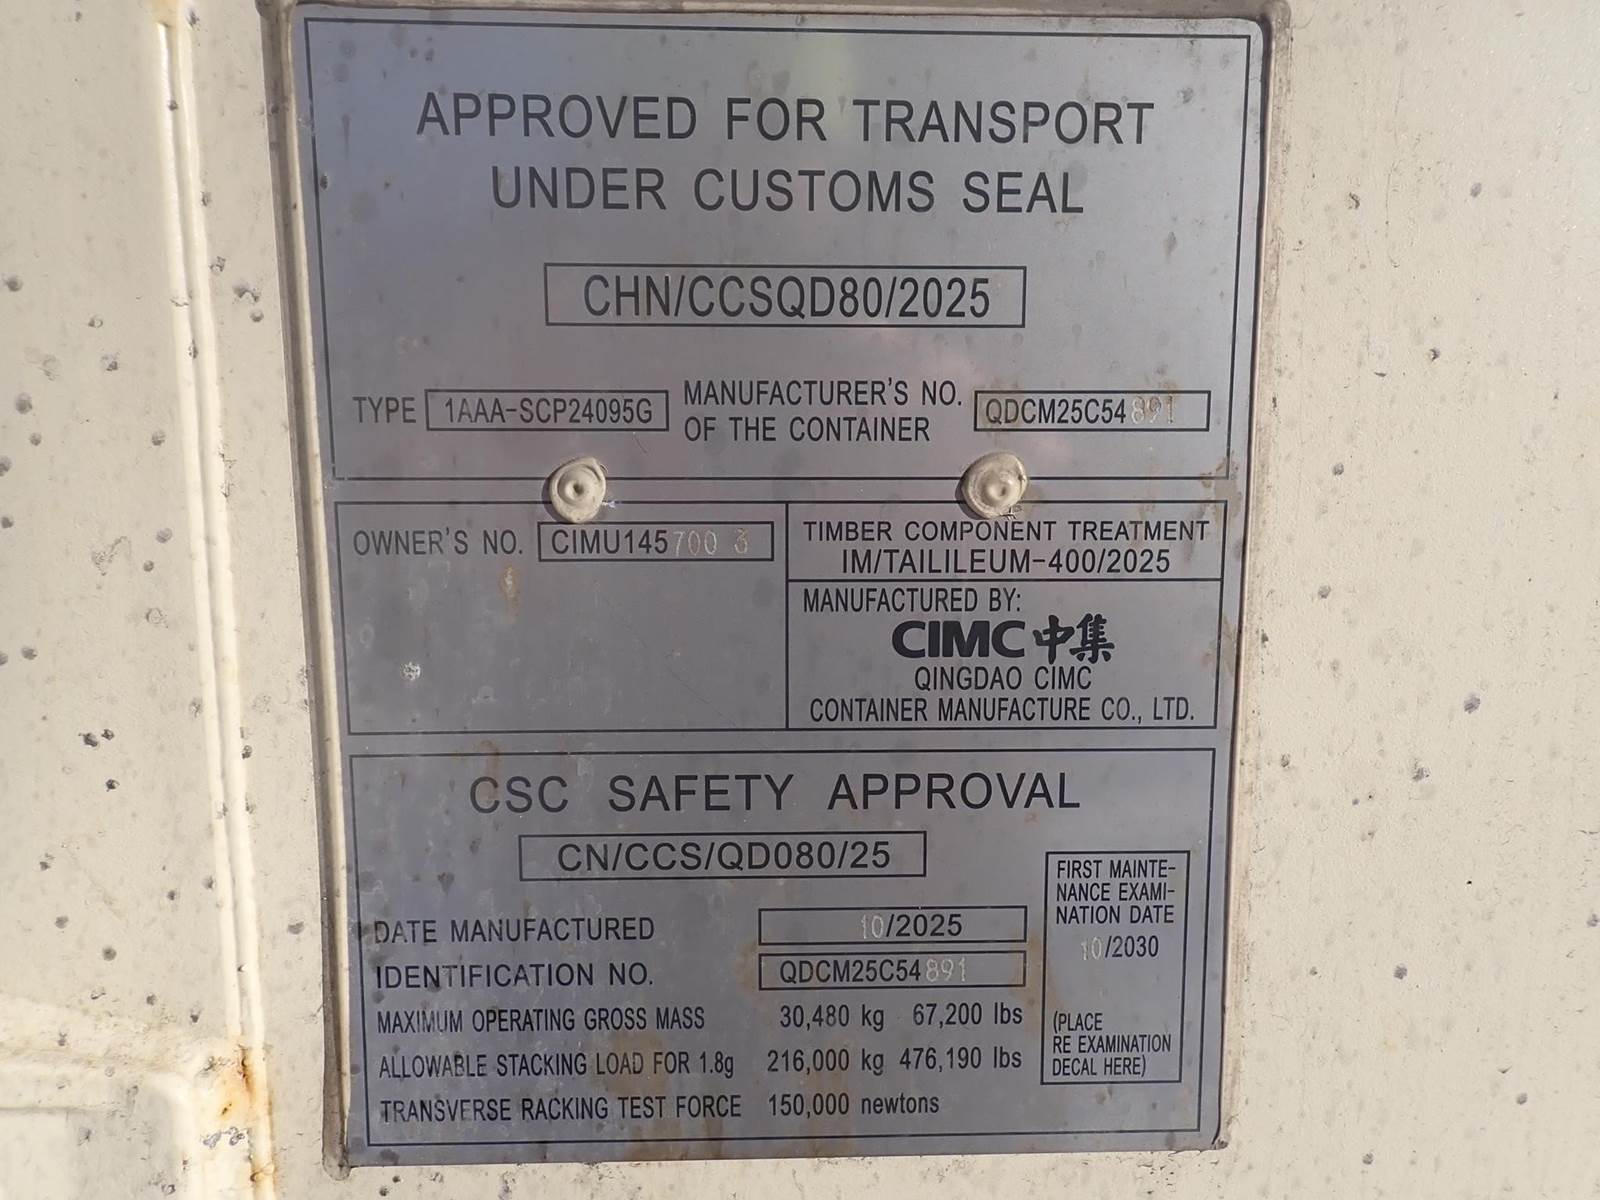 APPROVED FOR TRANSPORT
UNDER CUSTOMS SEAL
CHN/CCSQD80/2025
TYPE 1AAA-SCP24095G
MANUFACTURER'S NO.
OF THE CONTAINER
QDCM25C54891
OWNER'S NO. CIMU145700 3
TIMBER COMPONENT TREATMENT
IM/TAILILEUM-400/2025
MANUFACTURED BY:
CIMC中集
QINGDAO CIMC
CONTAINER MANUFACTURE CO., LTD.
CSC SAFETY APPROVAL
CN/CCS/QD080/25
DATE MANUFACTURED 10/2025
IDENTIFICATION NO. QDCM25C54891
MAXIMUM OPERATING GROSS MASS 30,480 kg 67,200 lbs
ALLOWABLE STACKING LOAD FOR 1.8g 216,000 kg 476,190 lbs
TRANSVERSE RACKING TEST FORCE 150,000 newtons
FIRST MAINTE-
NANCE EXAMI-
NATION DATE
10/2030
(PLACE
RE EXAMINATION
DECAL HERE)